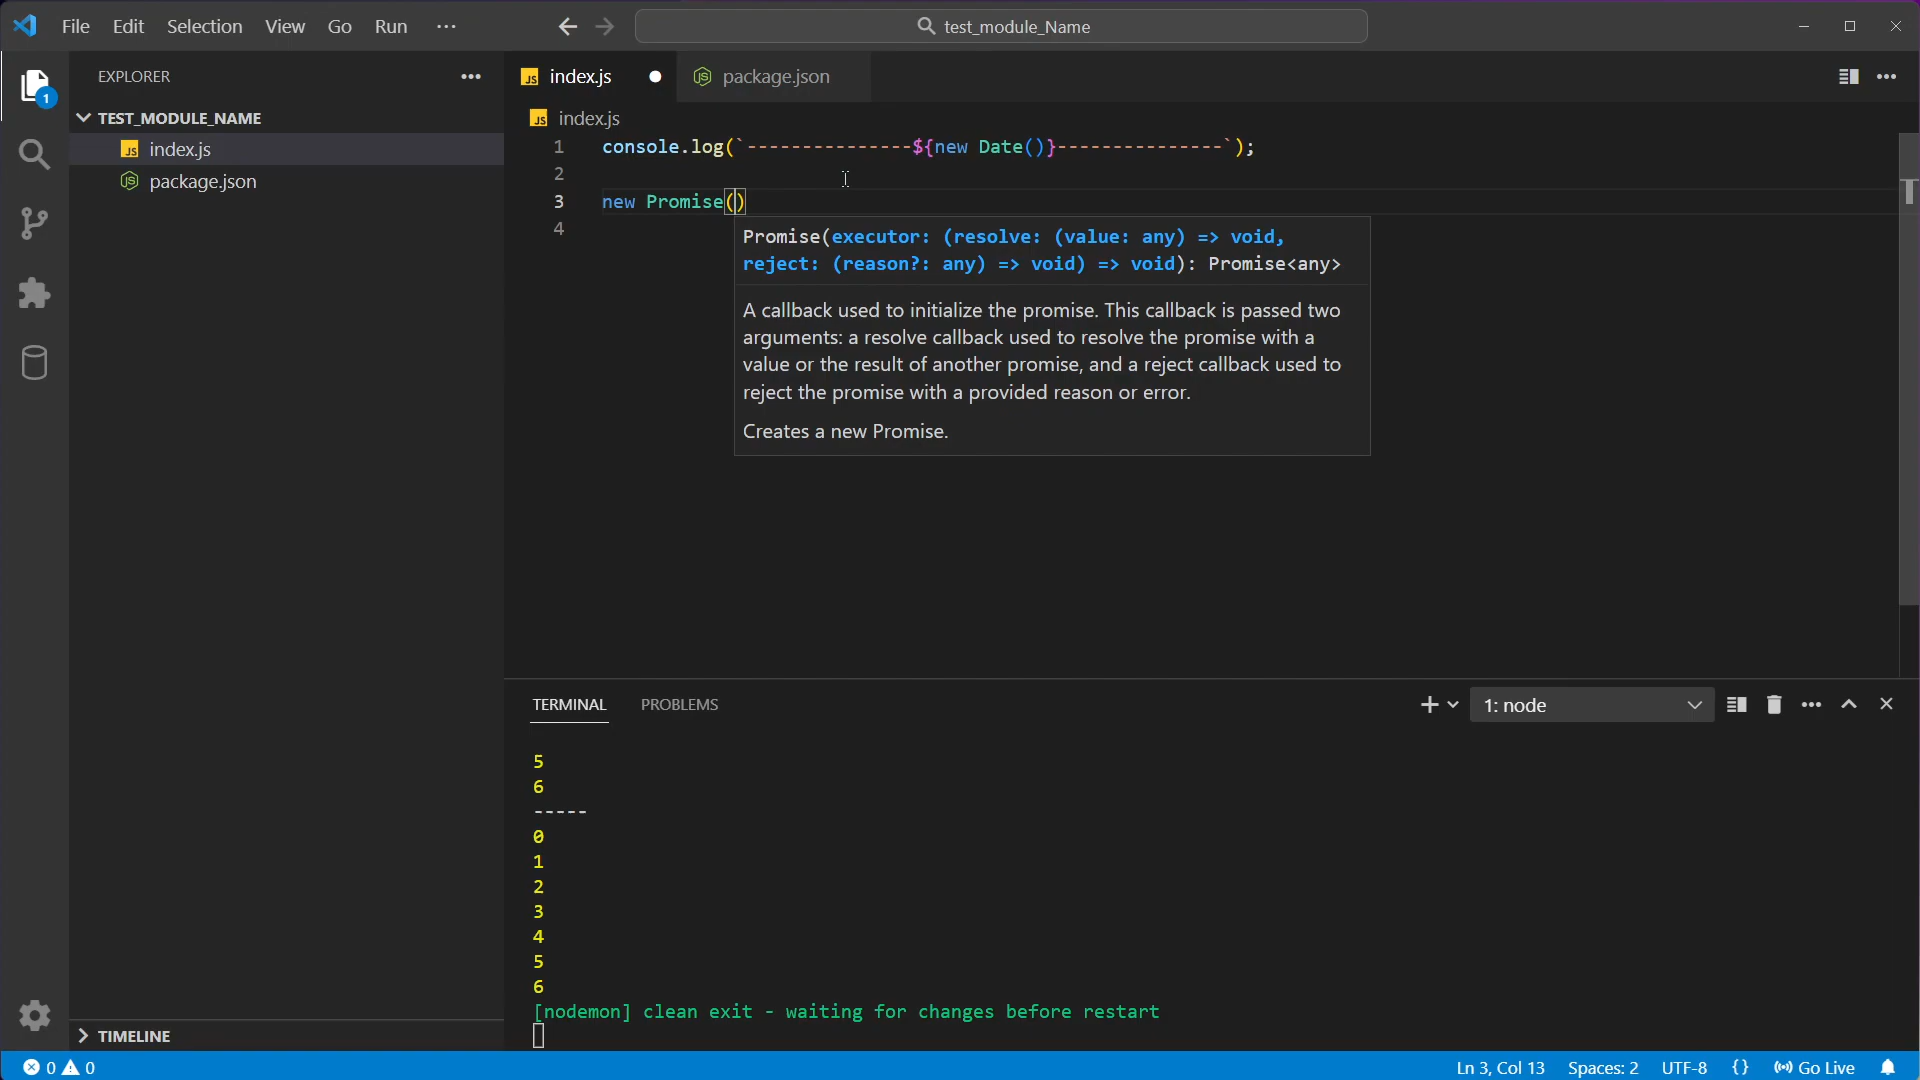 File Edit Selection View Go Run ···
test_module_Name
EXPLORER ···
index.js
package.json
1
TEST_MODULE_NAME
index.js
index.js
package.json
1 console.log(`---------------${new Date()}---------------`);
2
3 new Promise()
4
Promise(executor: (resolve: (value: any) => void,
reject: (reason?: any) => void) => void): Promise<any>
A callback used to initialize the promise. This callback is passed two
arguments: a resolve callback used to resolve the promise with a
value or the result of another promise, and a reject callback used to
reject the promise with a provided reason or error.
Creates a new Promise.
TERMINAL PROBLEMS
1: node
5
6
-----
0
1
2
3
4
5
6
[nodemon] clean exit - waiting for changes before restart
TIMELINE
0 0
Ln 3, Col 13 Spaces: 2 UTF-8 {} Go Live